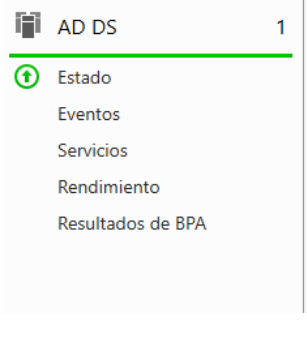 AD DS 1
Estado
Eventos
Servicios
Rendimiento
Resultados de BPA